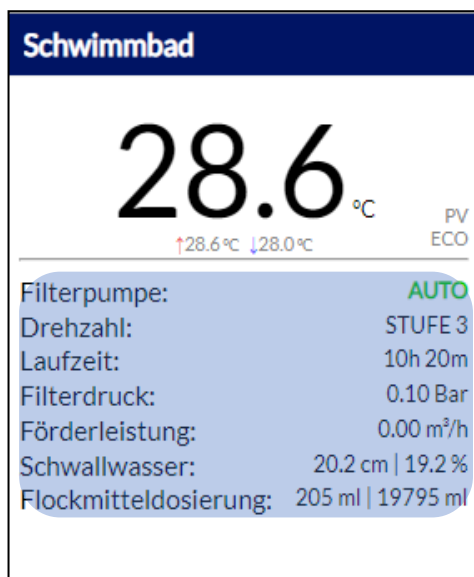 Schwimmbad
28.6 °C
PV
↑28.6 °C ↓28.0 °C
ECO
Filterpumpe: AUTO
Drehzahl: STUFE 3
Laufzeit: 10h 20m
Filterdruck: 0.10 Bar
Förderleistung: 0.00 m³/h
Schwallwasser: 20.2 cm | 19.2 %
Flockmitteldosierung: 205 ml | 19795 ml